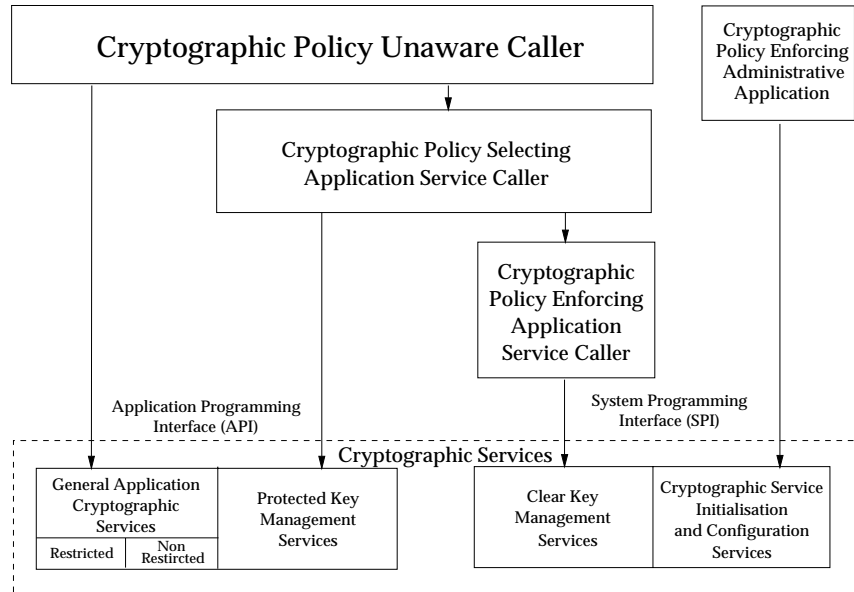 Cryptographic Policy Unaware Caller
Cryptographic
Policy Enforcing
Administrative
Application
Cryptographic Policy Selecting
Application Service Caller
Cryptographic
Policy Enforcing
Application
Service Caller
Application Programming
Interface (API)
System Programming
Interface (SPI)
Cryptographic Services
General Application
Cryptographic
Services
Restricted
Non
Restircted
Protected Key
Management
Services
Clear Key
Management
Services
Cryptographic Service
Initialisation
and Configuration
Services